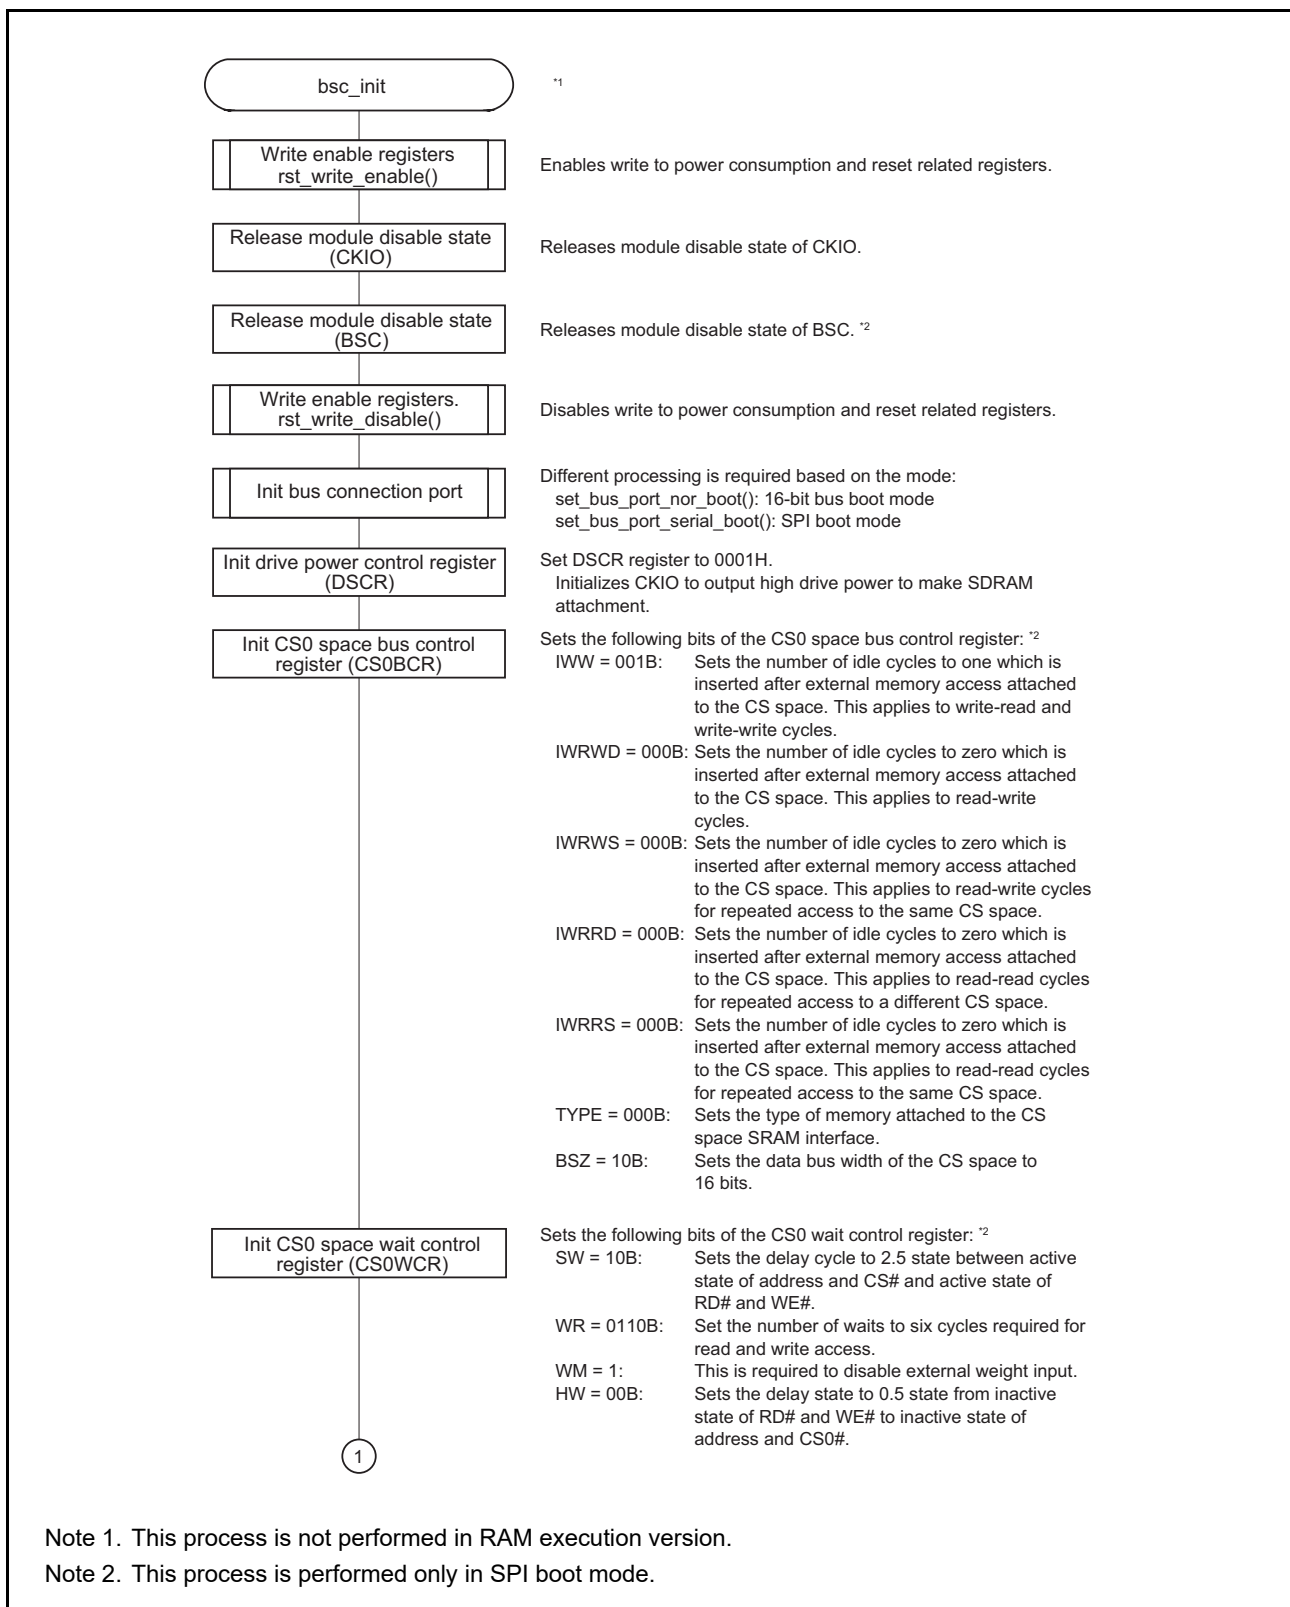 bsc_init
*1
Write enable registers
rst_write_enable()
Enables write to power consumption and reset related registers.
Release module disable state
(CKIO)
Releases module disable state of CKIO.
Release module disable state
(BSC)
Releases module disable state of BSC. *2
Write enable registers.
rst_write_disable()
Disables write to power consumption and reset related registers.
Init bus connection port
Different processing is required based on the mode:
set_bus_port_nor_boot(): 16-bit bus boot mode
set_bus_port_serial_boot(): SPI boot mode
Init drive power control register
(DSCR)
Set DSCR register to 0001H.
Initializes CKIO to output high drive power to make SDRAM
attachment.
Init CS0 space bus control
register (CS0BCR)
Sets the following bits of the CS0 space bus control register: *2
IWW = 001B: Sets the number of idle cycles to one which is
inserted after external memory access attached
to the CS space. This applies to write-read and
write-write cycles.
IWRWD = 000B: Sets the number of idle cycles to zero which is
inserted after external memory access attached
to the CS space. This applies to read-write
cycles.
IWRWS = 000B: Sets the number of idle cycles to zero which is
inserted after external memory access attached
to the CS space. This applies to read-write cycles
for repeated access to the same CS space.
IWRRD = 000B: Sets the number of idle cycles to zero which is
inserted after external memory access attached
to the CS space. This applies to read-read cycles
for repeated access to a different CS space.
IWRRS = 000B: Sets the number of idle cycles to zero which is
inserted after external memory access attached
to the CS space. This applies to read-read cycles
for repeated access to the same CS space.
TYPE = 000B: Sets the type of memory attached to the CS
space SRAM interface.
BSZ = 10B: Sets the data bus width of the CS space to
16 bits.
Init CS0 space wait control
register (CS0WCR)
Sets the following bits of the CS0 wait control register: *2
SW = 10B: Sets the delay cycle to 2.5 state between active
state of address and CS# and active state of
RD# and WE#.
WR = 0110B: Set the number of waits to six cycles required for
read and write access.
WM = 1: This is required to disable external weight input.
HW = 00B: Sets the delay state to 0.5 state from inactive
state of RD# and WE# to inactive state of
address and CS0#.
1
Note 1. This process is not performed in RAM execution version.
Note 2. This process is performed only in SPI boot mode.